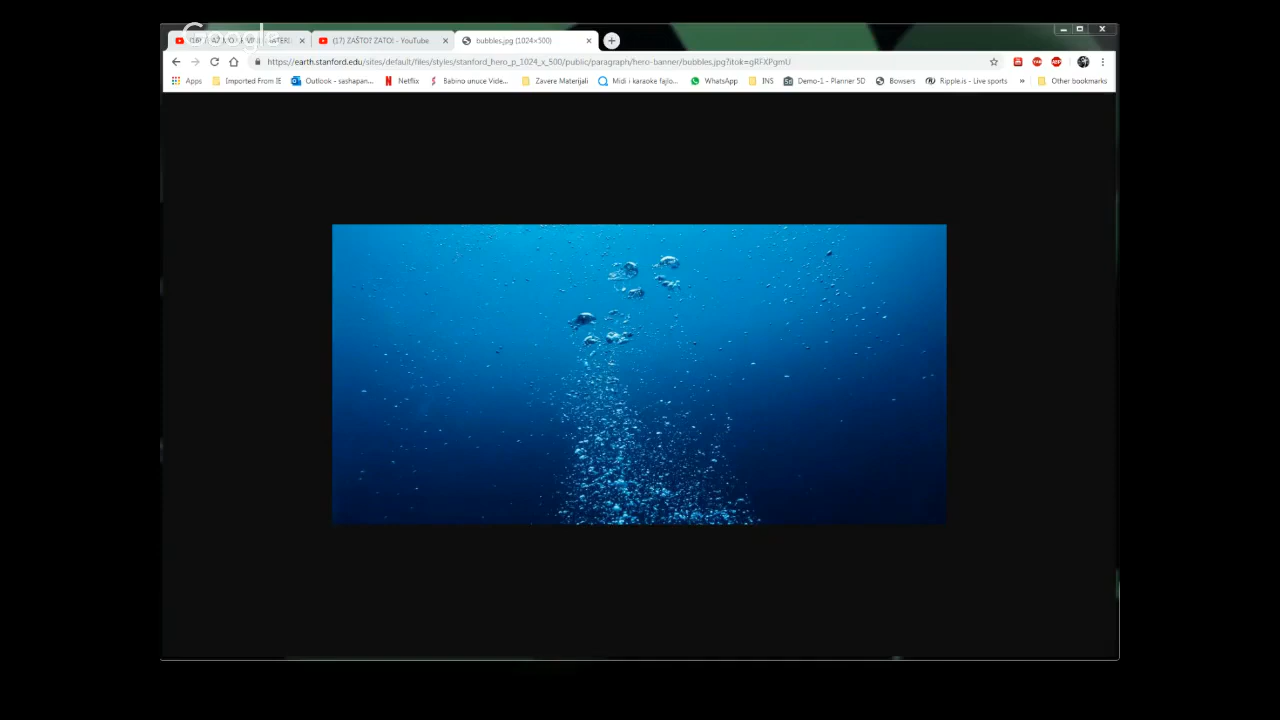 Google
(17) ZAŠTO? ZATO! - YouTube
bubbles.jpg (1024×500)
https://earth.stanford.edu/sites/default/files/styles/stanford_hero_p_1024_x_500/public/paragraph/hero-banner/bubbles.jpg?itok=gRFXPgmU
Apps Imported From IE Outlook - sashapan... Netflix Babino unuce Vide... Zavere Materijali Midi i karaoke fajlo... WhatsApp INS Demo-1 - Planner 5D Bowsers Ripple.is - Live sports » Other bookmarks